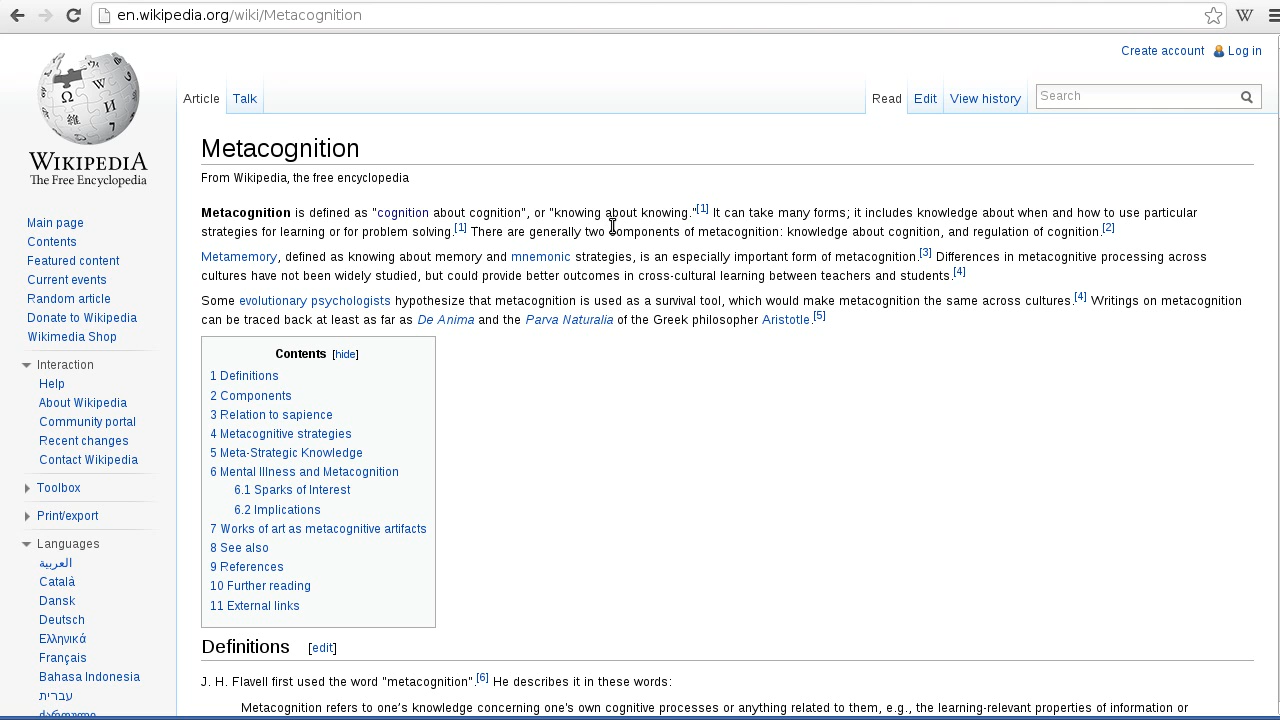 en.wikipedia.org/wiki/Metacognition
W
Create account Log in
Ω W И 維 7
WIKIPEDIA
The Free Encyclopedia
Article Talk Read Edit View history Search
Metacognition
From Wikipedia, the free encyclopedia
Metacognition is defined as "cognition about cognition", or "knowing about knowing."[1] It can take many forms; it includes knowledge about when and how to use particular
strategies for learning or for problem solving.[1] There are generally two components of metacognition: knowledge about cognition, and regulation of cognition.[2]
Metamemory, defined as knowing about memory and mnemonic strategies, is an especially important form of metacognition.[3] Differences in metacognitive processing across
cultures have not been widely studied, but could provide better outcomes in cross-cultural learning between teachers and students.[4]
Some evolutionary psychologists hypothesize that metacognition is used as a survival tool, which would make metacognition the same across cultures.[4] Writings on metacognition
can be traced back at least as far as De Anima and the Parva Naturalia of the Greek philosopher Aristotle.[5]
Contents [hide]
1 Definitions
2 Components
3 Relation to sapience
4 Metacognitive strategies
5 Meta-Strategic Knowledge
6 Mental Illness and Metacognition
6.1 Sparks of Interest
6.2 Implications
7 Works of art as metacognitive artifacts
8 See also
9 References
10 Further reading
11 External links
Definitions [edit]
J. H. Flavell first used the word "metacognition".[6] He describes it in these words:
Metacognition refers to one's knowledge concerning one's own cognitive processes or anything related to them, e.g., the learning-relevant properties of information or
Main page
Contents
Featured content
Current events
Random article
Donate to Wikipedia
Wikimedia Shop
Interaction
Help
About Wikipedia
Community portal
Recent changes
Contact Wikipedia
Toolbox
Print/export
Languages
العربية
Català
Dansk
Deutsch
Ελληνικά
Français
Bahasa Indonesia
עברית